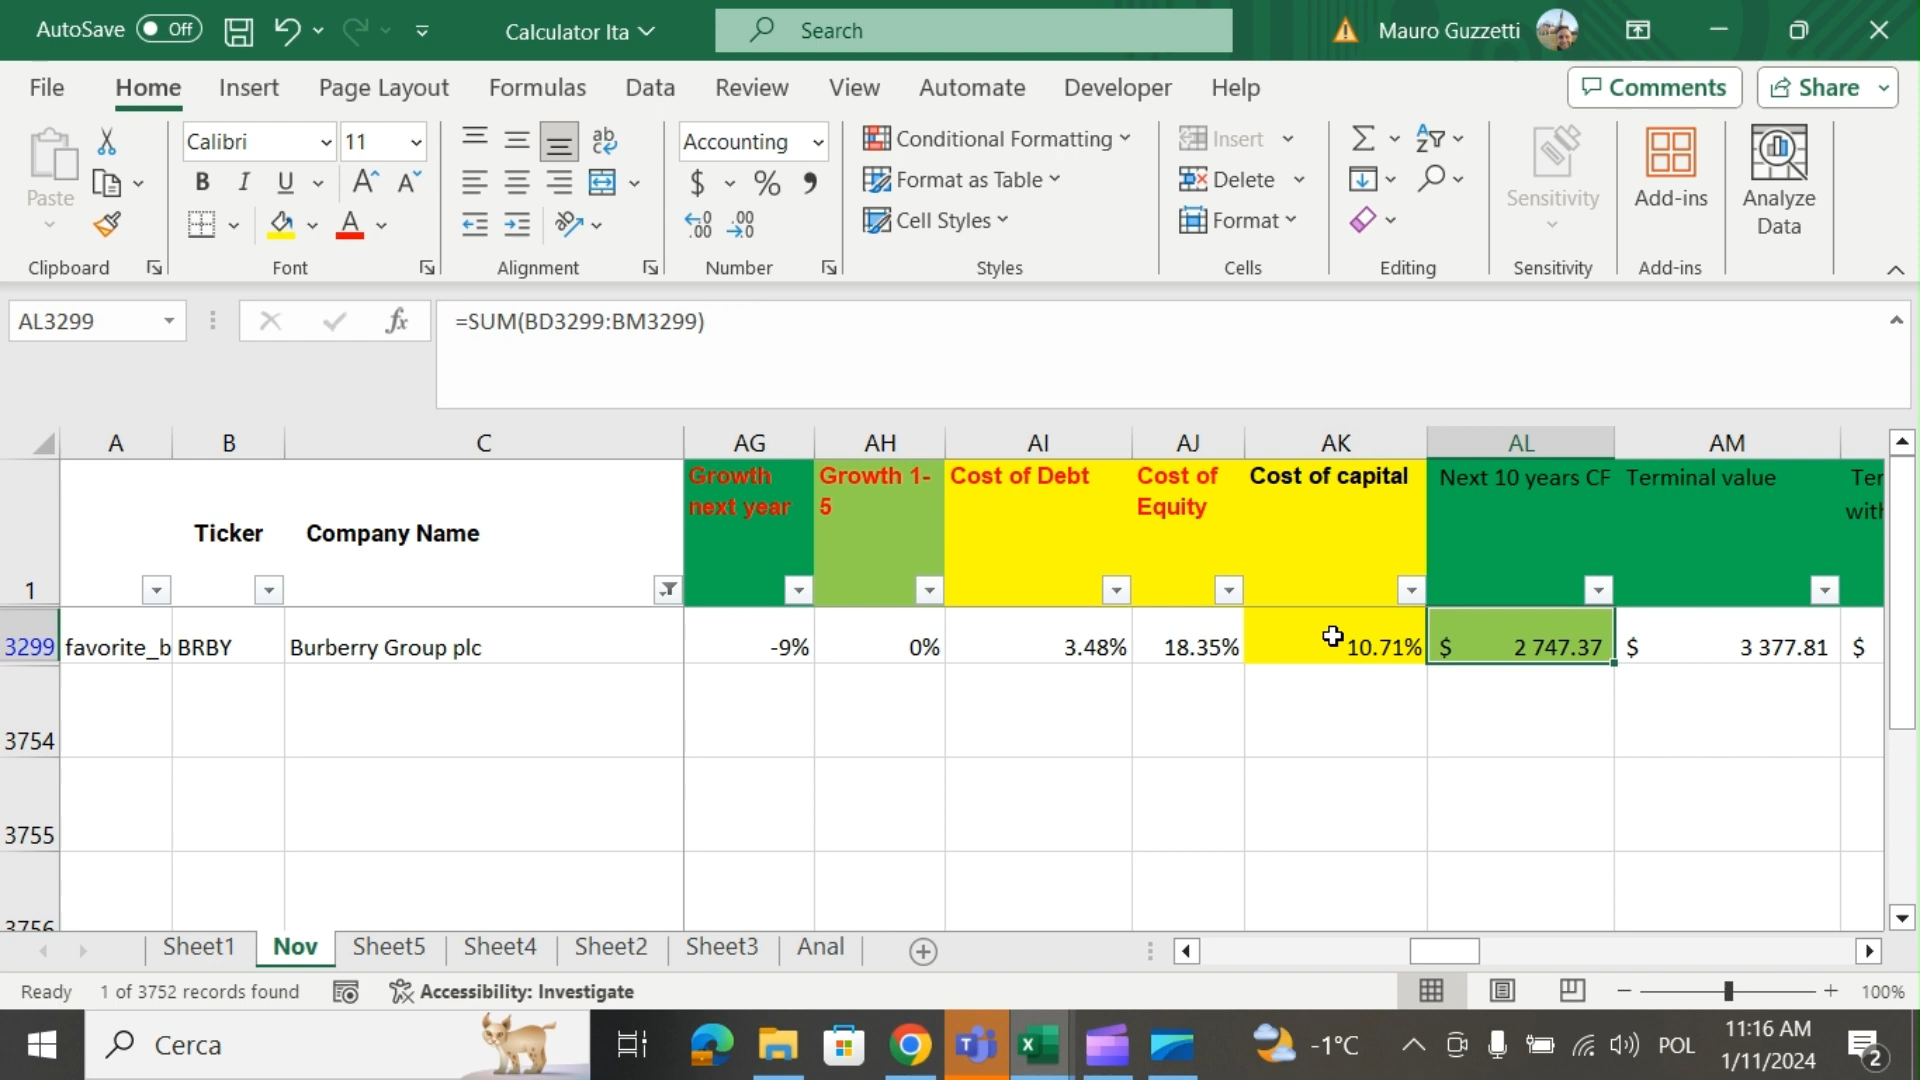 AutoSave Off Calculator Ita Search Mauro Guzzetti
File Home Insert Page Layout Formulas Data Review View Automate Developer Help Comments Share
Paste Calibri 11 Accounting Conditional Formatting Insert
B I U Format as Table Delete Sensitivity Add-ins Analyze Data
Cell Styles Format
Clipboard Font Alignment Number Styles Cells Editing Sensitivity Add-ins
AL3299 fx =SUM(BD3299:BM3299)
A B C AG AH AI AJ AK AL AM
Growth next year Growth 1-5 Cost of Debt Cost of Equity Cost of capital Next 10 years CF Terminal value Ter with
1 Ticker Company Name
3299 favorite_b BRBY Burberry Group plc -9% 0% 3.48% 18.35% 10.71% $ 2 747.37 $ 3 377.81 $
3754
3755
3756
Sheet1 Nov Sheet5 Sheet4 Sheet2 Sheet3 Anal
Ready 1 of 3752 records found Accessibility: Investigate 100%
Cerca -1°C POL 11:16 AM
1/11/2024 2